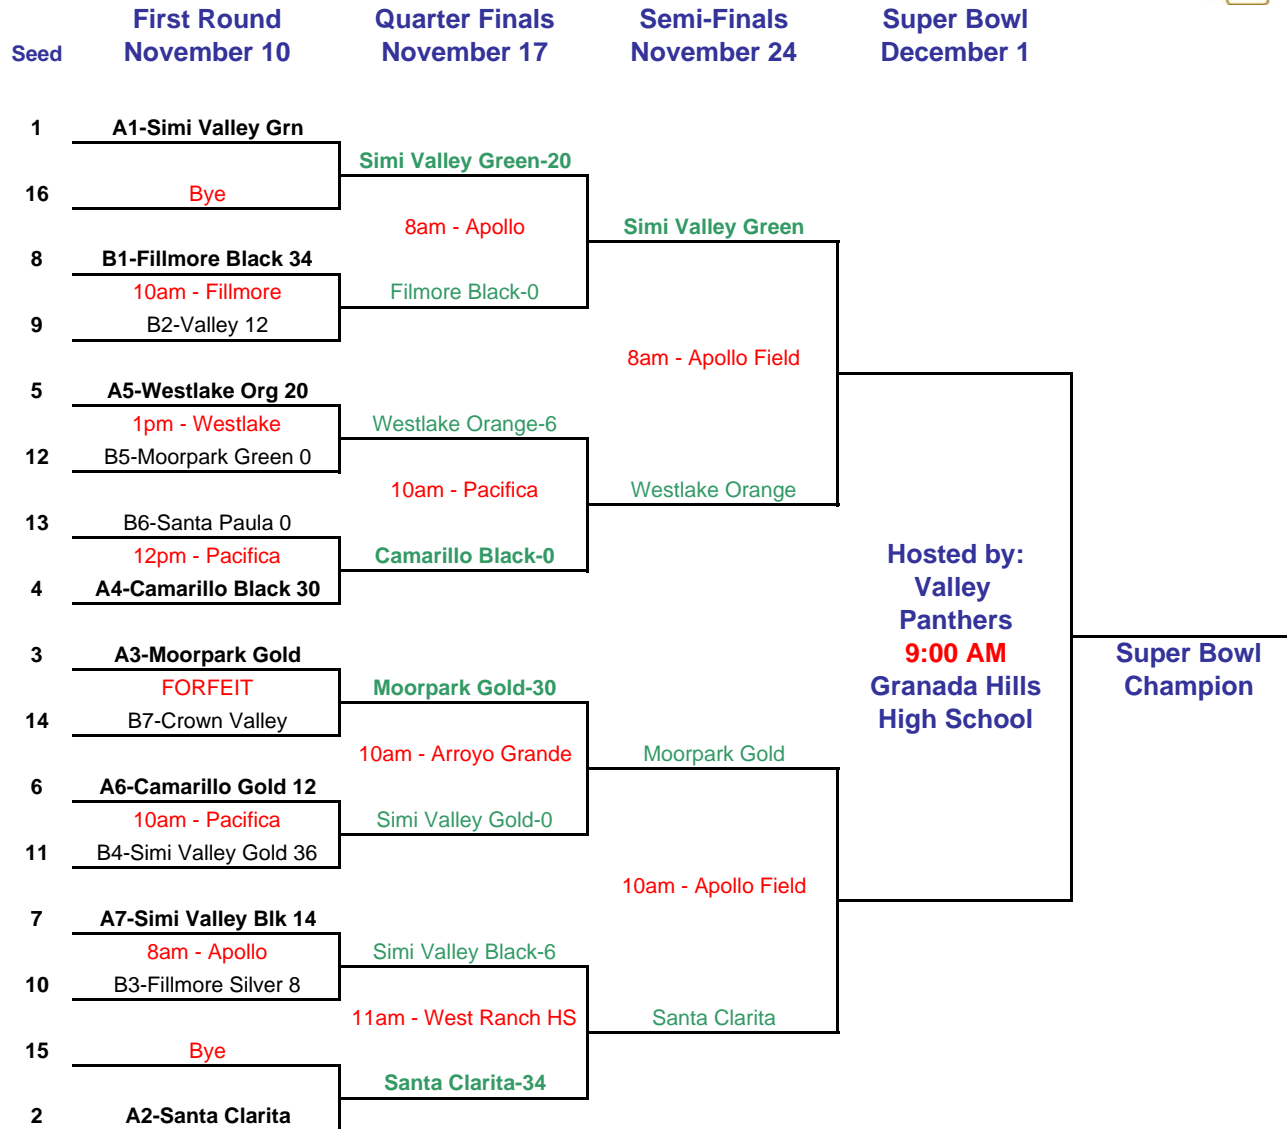 First Round Quarter Finals Semi-Finals Super Bowl
Seed November 10 November 17 November 24 December 1
1 A1-Simi Valley Grn
Simi Valley Green-20
16 Bye
8am - Apollo Simi Valley Green
8 B1-Fillmore Black 34
10am - Fillmore Filmore Black-0
9 B2-Valley 12
8am - Apollo Field
5 A5-Westlake Org 20
1pm - Westlake Westlake Orange-6
12 B5-Moorpark Green 0
10am - Pacifica Westlake Orange
13 B6-Santa Paula 0
12pm - Pacifica Camarillo Black-0 Hosted by:
4 A4-Camarillo Black 30 Valley
Panthers
3 A3-Moorpark Gold 9:00 AM Super Bowl
FORFEIT Moorpark Gold-30 Granada Hills Champion
14 B7-Crown Valley High School
10am - Arroyo Grande Moorpark Gold
6 A6-Camarillo Gold 12
10am - Pacifica Simi Valley Gold-0
11 B4-Simi Valley Gold 36
10am - Apollo Field
7 A7-Simi Valley Blk 14
8am - Apollo Simi Valley Black-6
10 B3-Fillmore Silver 8
11am - West Ranch HS Santa Clarita
15 Bye
Santa Clarita-34
2 A2-Santa Clarita